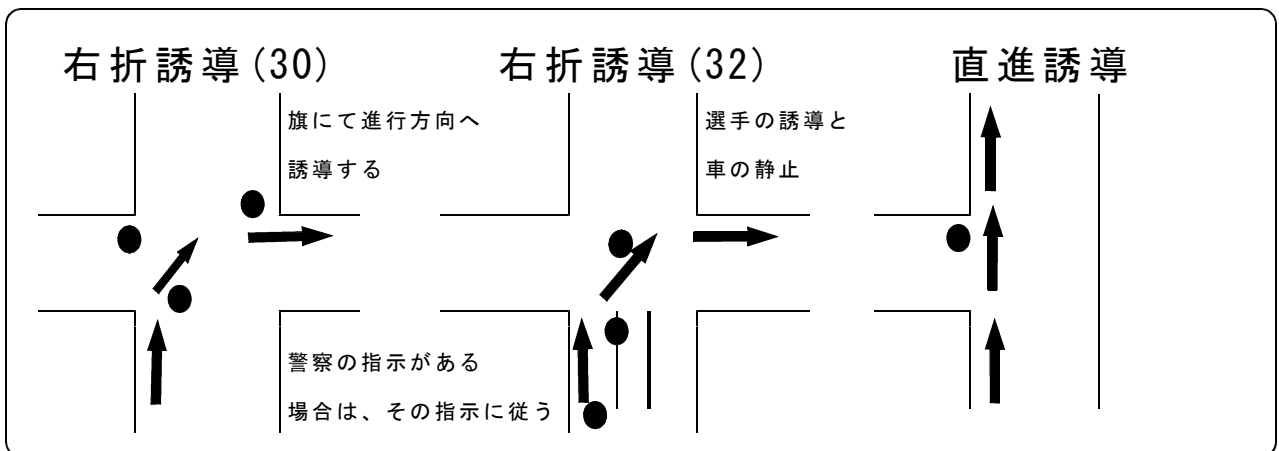 右折誘導(30)
旗にて進行方向へ
誘導する
警察の指示がある
場合は、その指示に従う
右折誘導(32)
選手の誘導と
車の静止
直進誘導